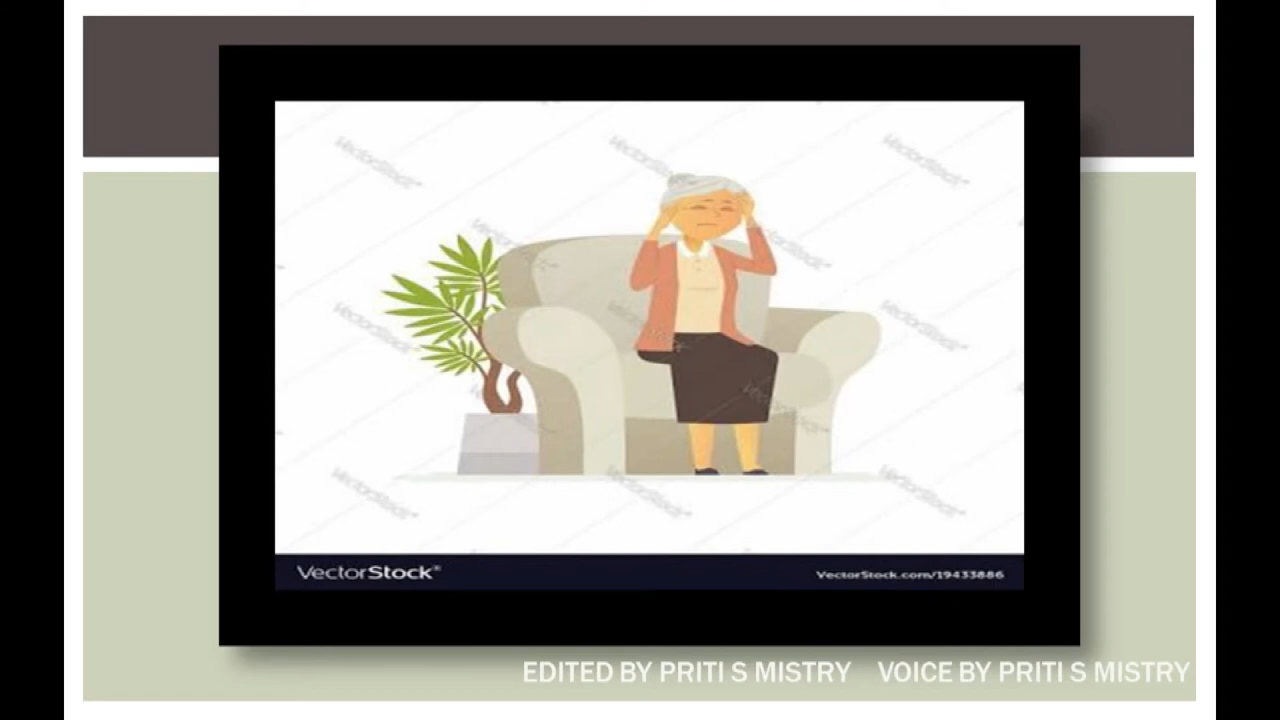 VectorStock®
VectorStock.com/19433886
EDITED BY PRITI S MISTRY VOICE BY PRITI S MISTRY